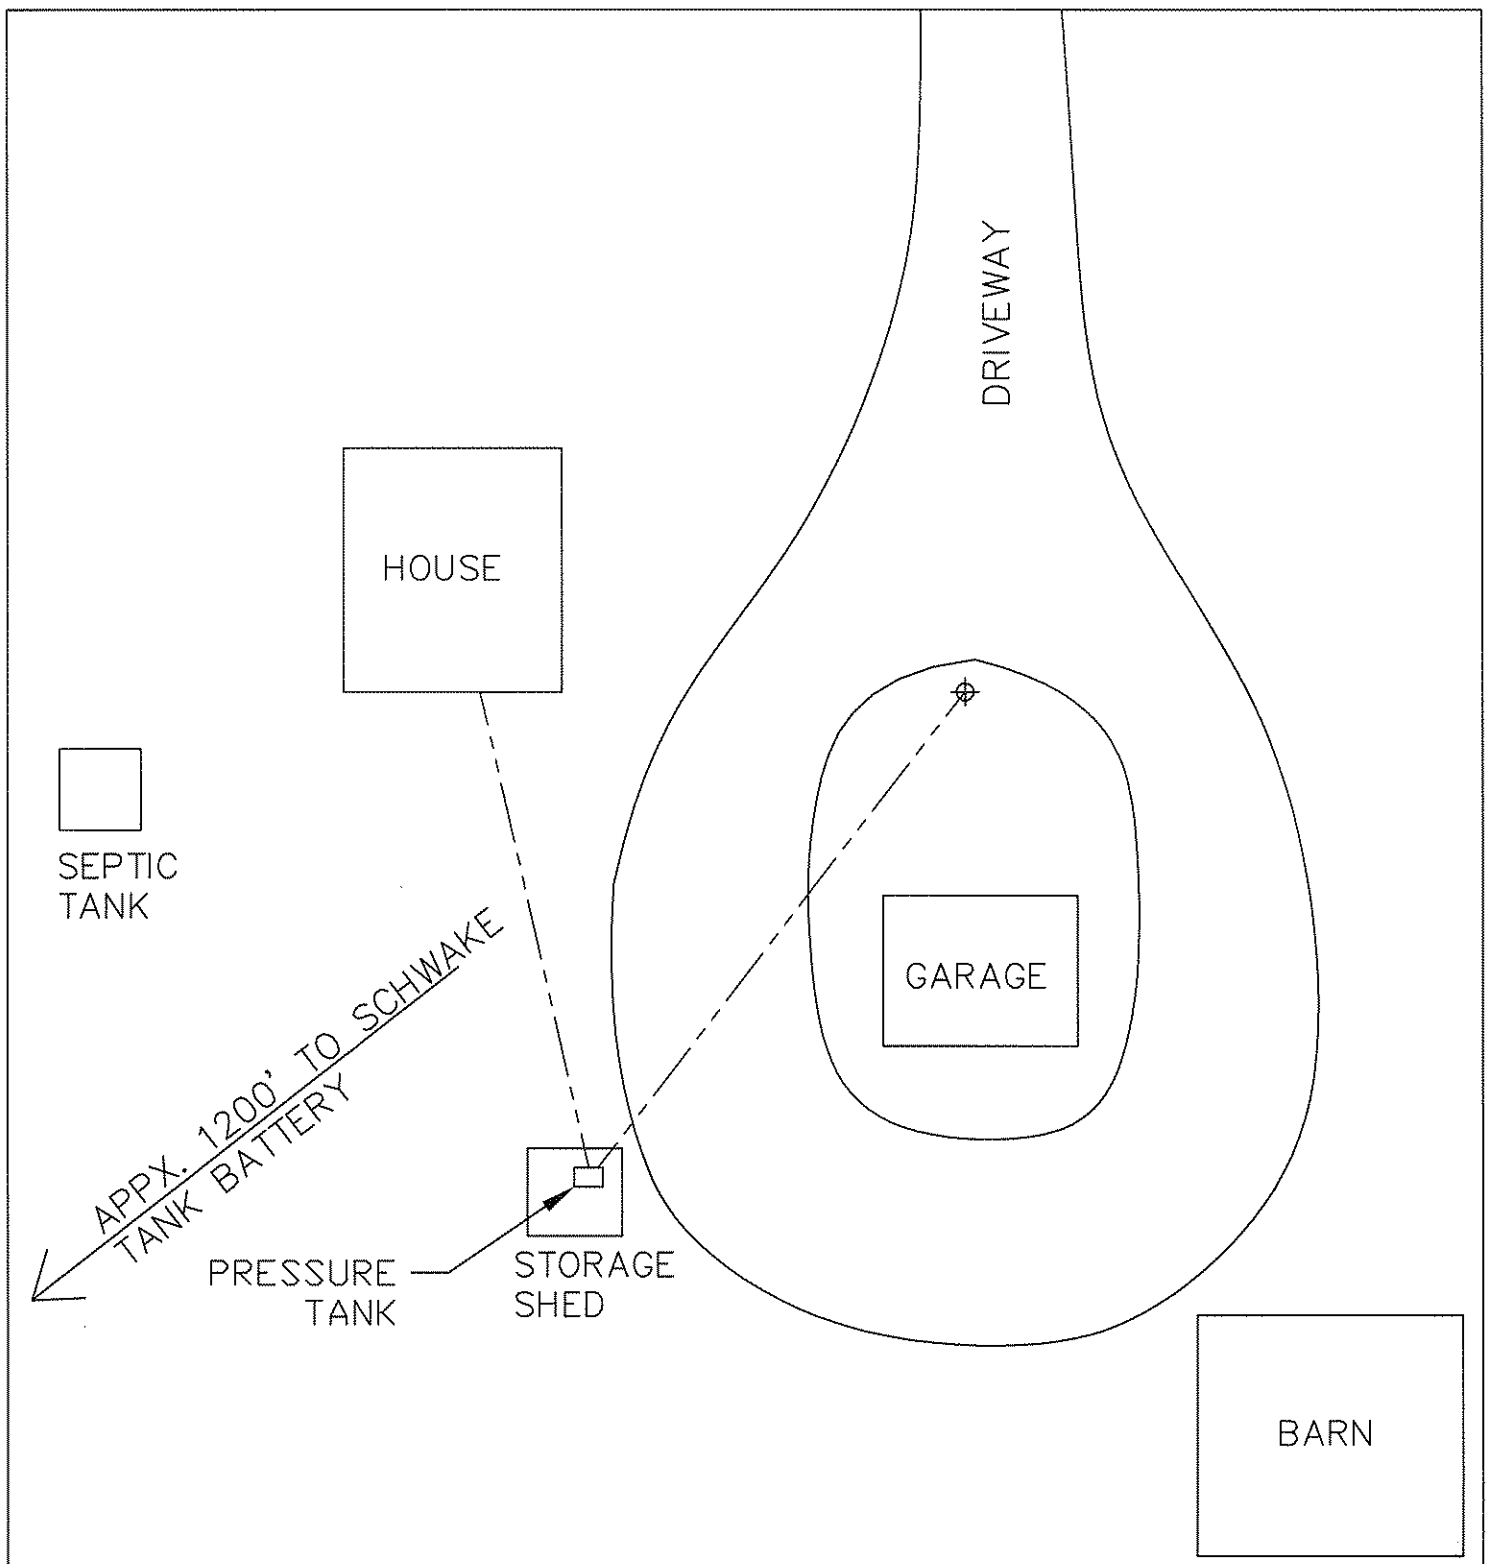 DRIVEWAY
HOUSE
SEPTIC
TANK
GARAGE
APPX. 1200' TO SCHWAKE
TANK BATTERY
PRESSURE
TANK
STORAGE
SHED
BARN